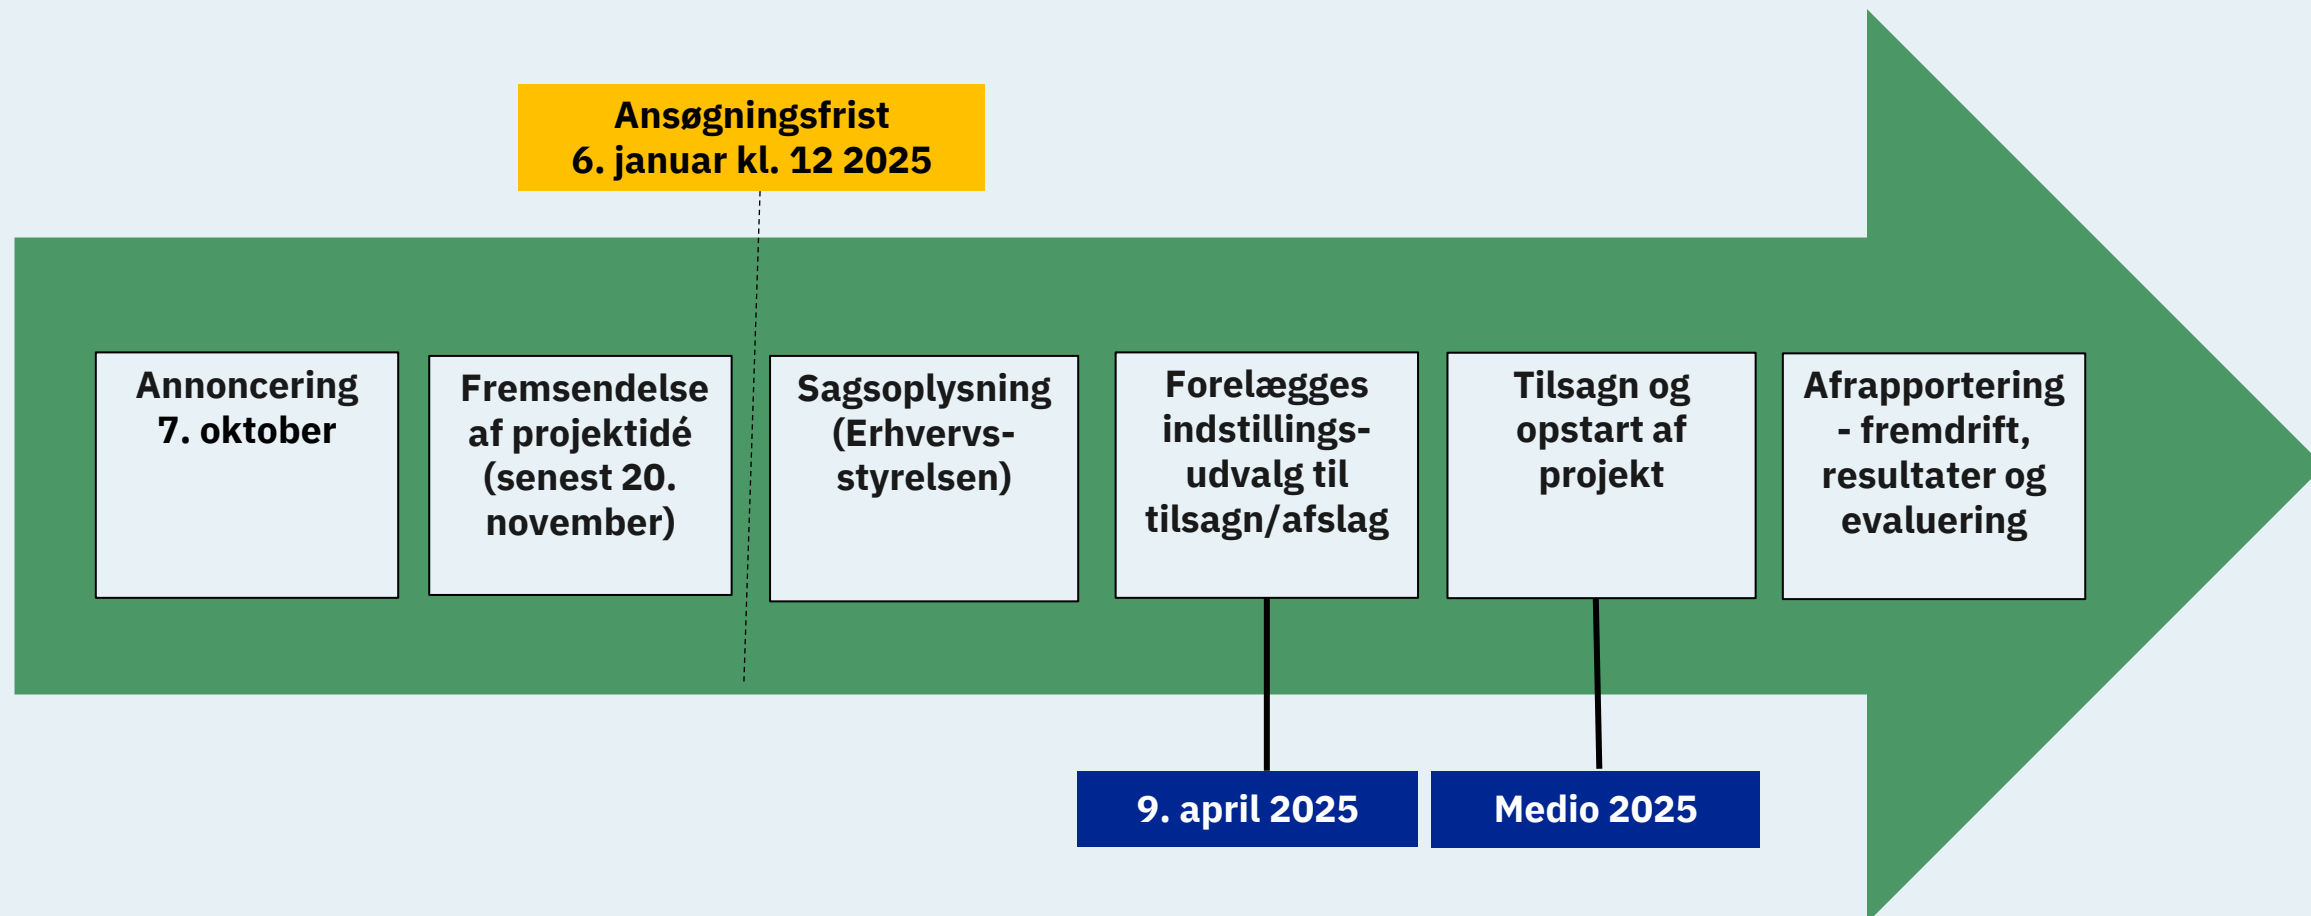 Ansøgningsfrist
6. januar kl. 12 2025
Annoncering
7. oktober
Fremsendelse
af projektidé
(senest 20.
november)
Sagsoplysning
(Erhvervs-
styrelsen)
Forelægges
indstillings-
udvalg til
tilsagn/afslag
Tilsagn og
opstart af
projekt
Afrapportering
- fremdrift,
resultater og
evaluering
9. april 2025
Medio 2025